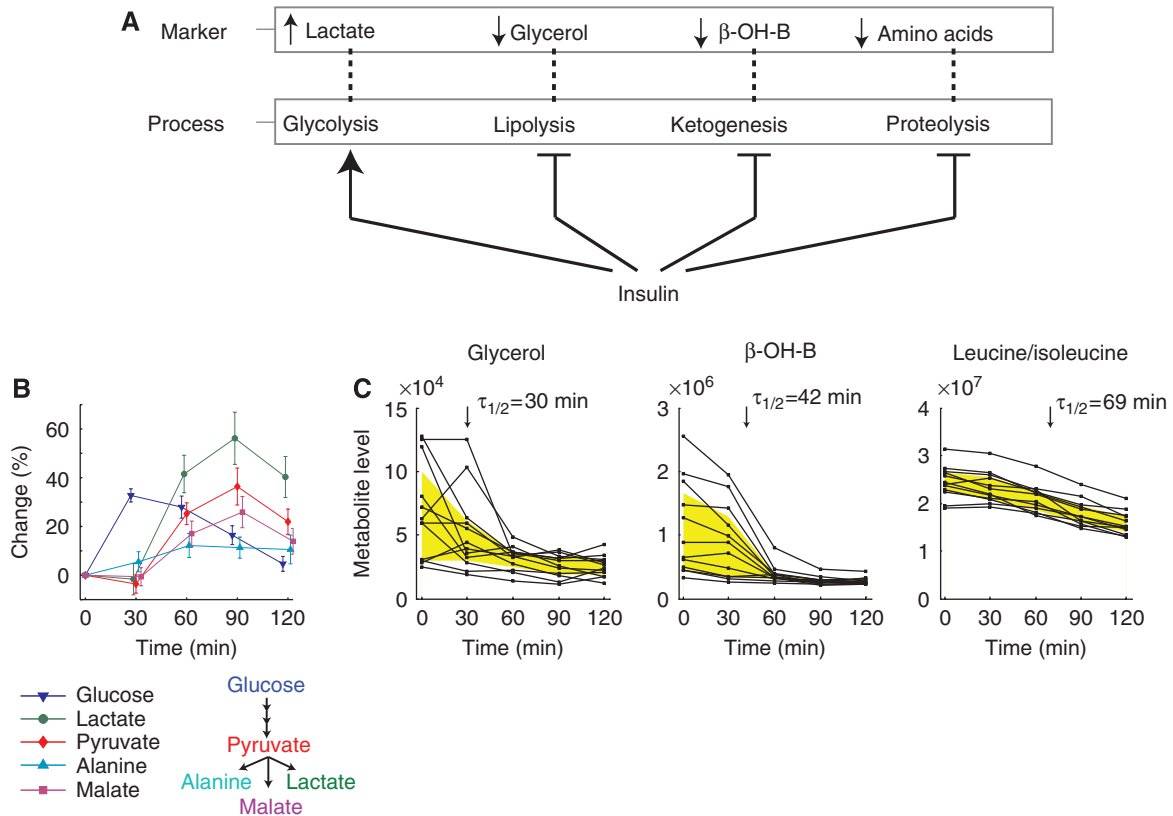 A
Marker
Lactate
Glycerol
β-OH-B
Amino acids
Process
Glycolysis
Lipolysis
Ketogenesis
Proteolysis
Insulin
B
Change (%)
60
40
20
0
0 30 60 90 120
Time (min)
Glucose
Lactate
Pyruvate
Alanine
Malate
Glucose
Pyruvate
Alanine
Lactate
Malate
C
Glycerol
×10⁴
τ1/2=30 min
Metabolite level
15
10
5
0
0 30 60 90 120
Time (min)
β-OH-B
×10⁶
τ1/2=42 min
3
2
1
0
0 30 60 90 120
Time (min)
Leucine/isoleucine
×10⁷
τ1/2=69 min
4
3
2
1
0
0 30 60 90 120
Time (min)